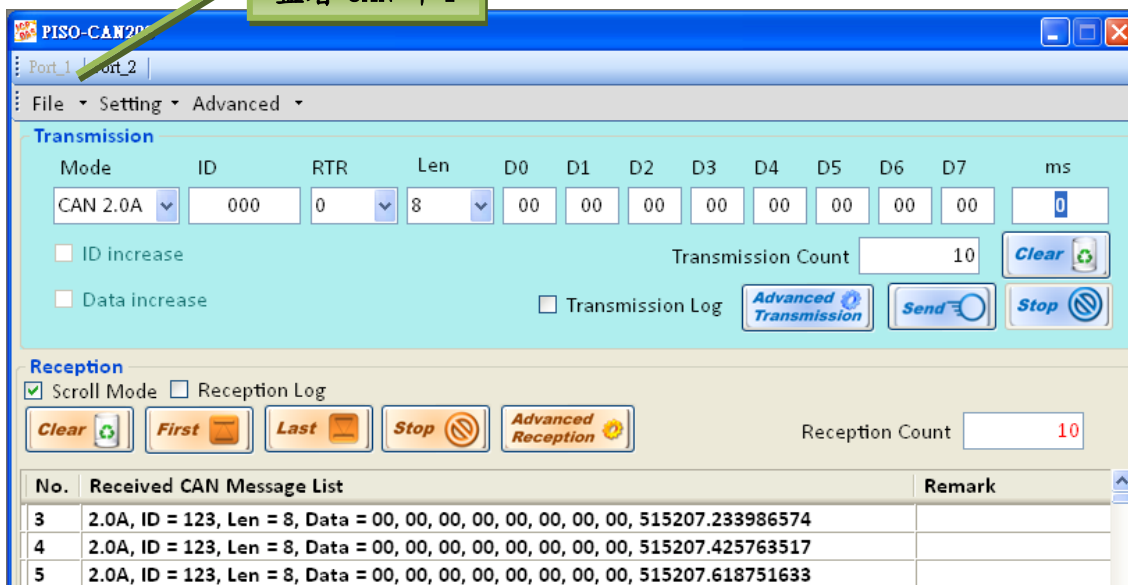 PISO-CAN20
Port_1 Port_2
File Setting Advanced
Transmission
Mode ID RTR Len D0 D1 D2 D3 D4 D5 D6 D7 ms
CAN 2.0A 000 0 8 00 00 00 00 00 00 00 00 0
ID increase Transmission Count 10 Clear
Data increase Transmission Log Advanced Transmission Send Stop
Reception
Scroll Mode Reception Log
Clear First Last Stop Advanced Reception Reception Count 10
No. Received CAN Message List Remark
3 2.0A, ID = 123, Len = 8, Data = 00, 00, 00, 00, 00, 00, 00, 00, 515207.233986574
4 2.0A, ID = 123, Len = 8, Data = 00, 00, 00, 00, 00, 00, 00, 00, 515207.425763517
5 2.0A, ID = 123, Len = 8, Data = 00, 00, 00, 00, 00, 00, 00, 00, 515207.618751633